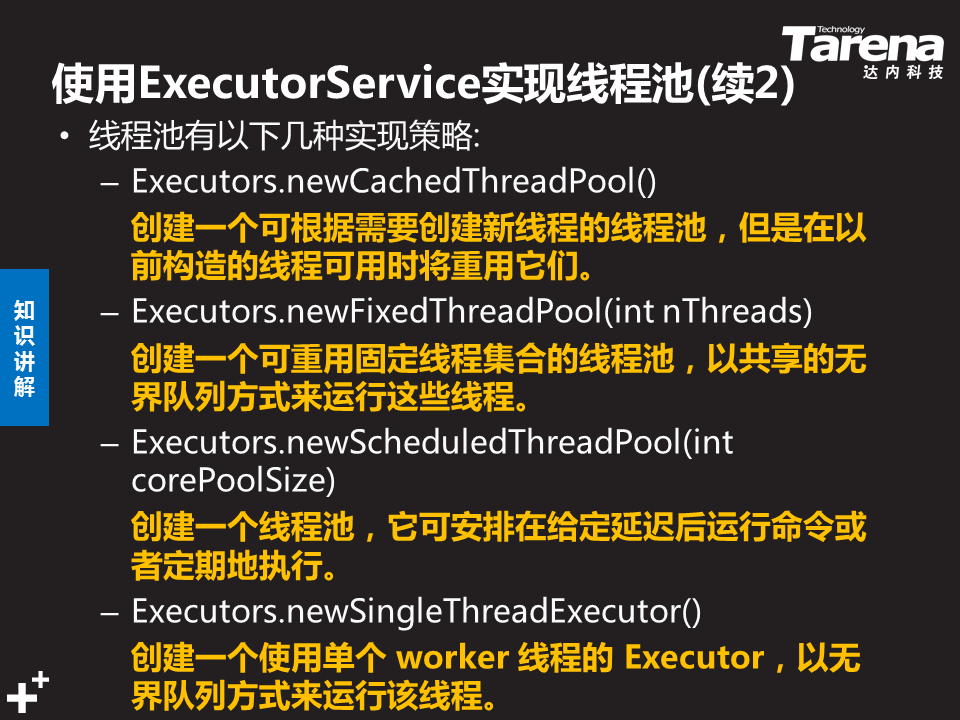 Technology
Tarena
达内科技
使用ExecutorService实现线程池(续2)
• 线程池有以下几种实现策略:
– Executors.newCachedThreadPool()
创建一个可根据需要创建新线程的线程池，但是在以
前构造的线程可用时将重用它们。
– Executors.newFixedThreadPool(int nThreads)
创建一个可重用固定线程集合的线程池，以共享的无
界队列方式来运行这些线程。
– Executors.newScheduledThreadPool(int
corePoolSize)
创建一个线程池，它可安排在给定延迟后运行命令或
者定期地执行。
– Executors.newSingleThreadExecutor()
创建一个使用单个 worker 线程的 Executor，以无
界队列方式来运行该线程。
知
识
讲
解